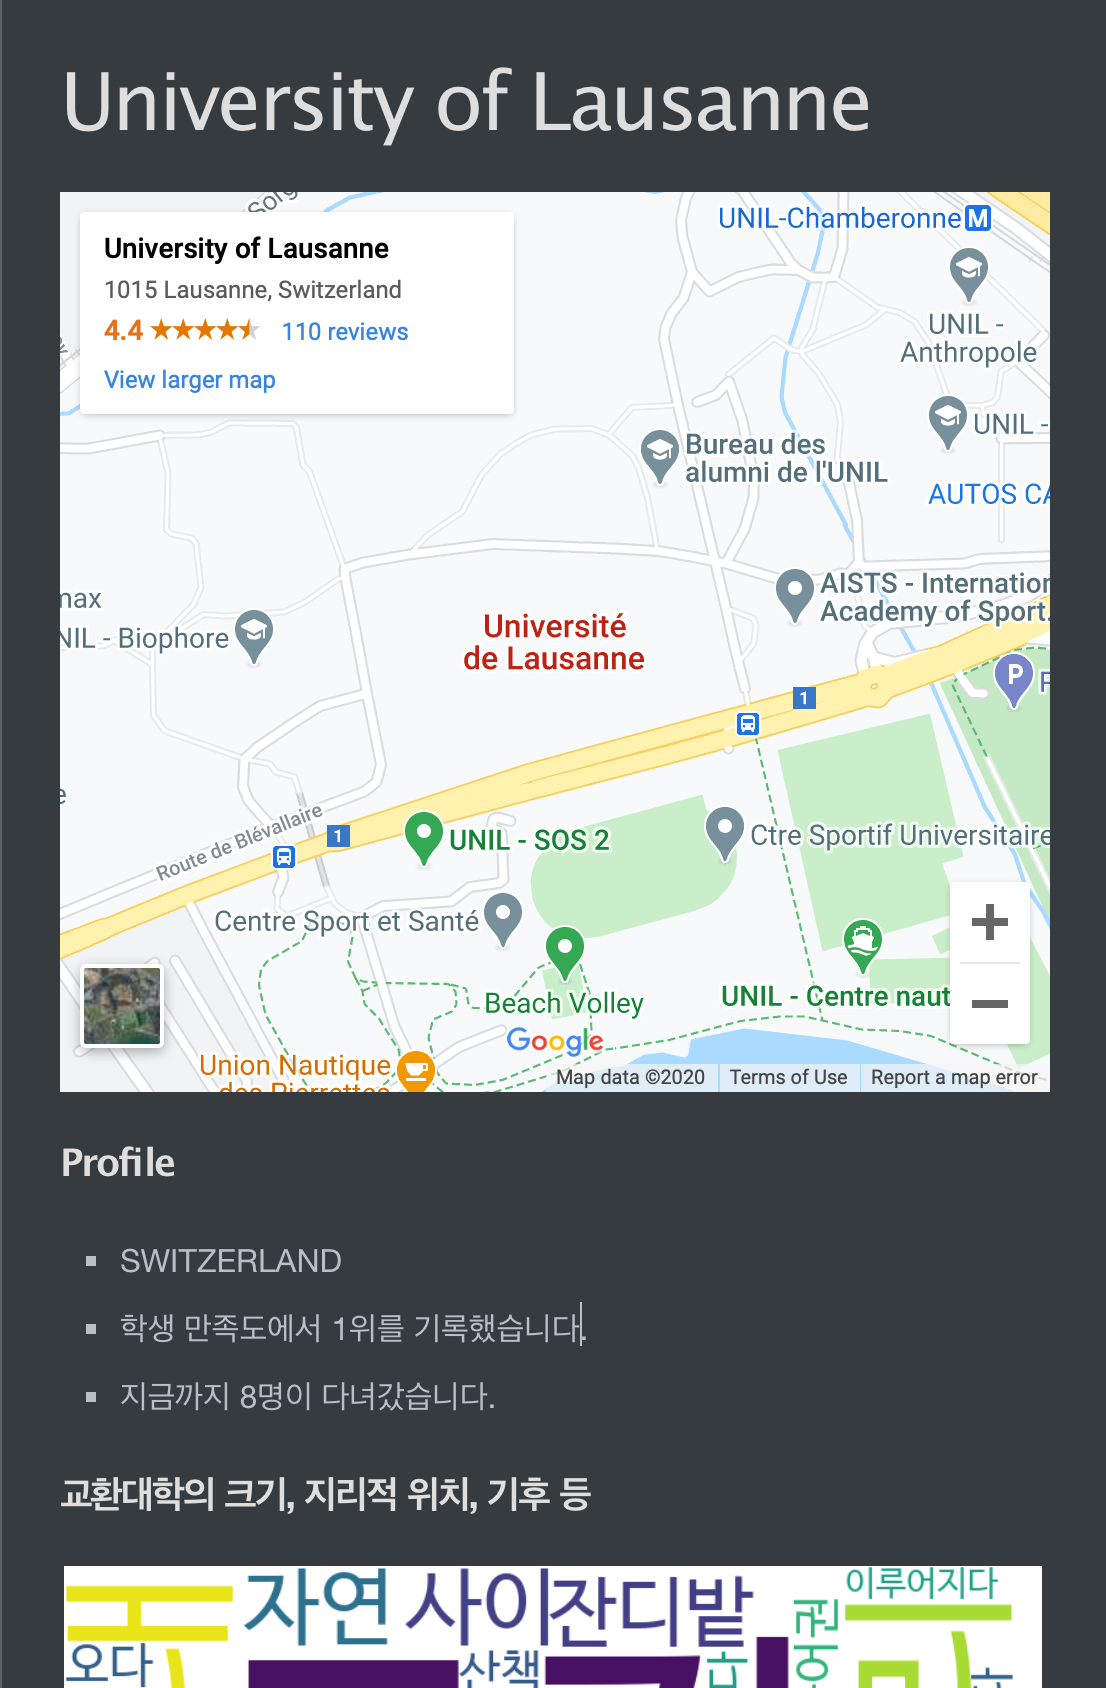 University of Lausanne
Sorg
University of Lausanne
1015 Lausanne, Switzerland
4.4 110 reviews
View larger map
UNIL-Chamberonne M
UNIL -
Anthropole
UNIL -
Bureau des
alumni de l'UNIL
AUTOS CA
max
AISTS - Internation
Academy of Sport.
NIL - Biophore
Université
de Lausanne
P
1
1
Route de Blévallaire
UNIL - SOS 2
Ctre Sportif Universitaire
Centre Sport et Santé
Beach Volley
UNIL - Centre naut
Google
Union Nautique
des Pierrettes
Map data ©2020 Terms of Use Report a map error
Profile
SWITZERLAND
학생 만족도에서 1위를 기록했습니다.
지금까지 8명이 다녀갔습니다.
교환대학의 크기, 지리적 위치, 기후 등
자연 사이 잔디밭 이루어지다
오다 산책